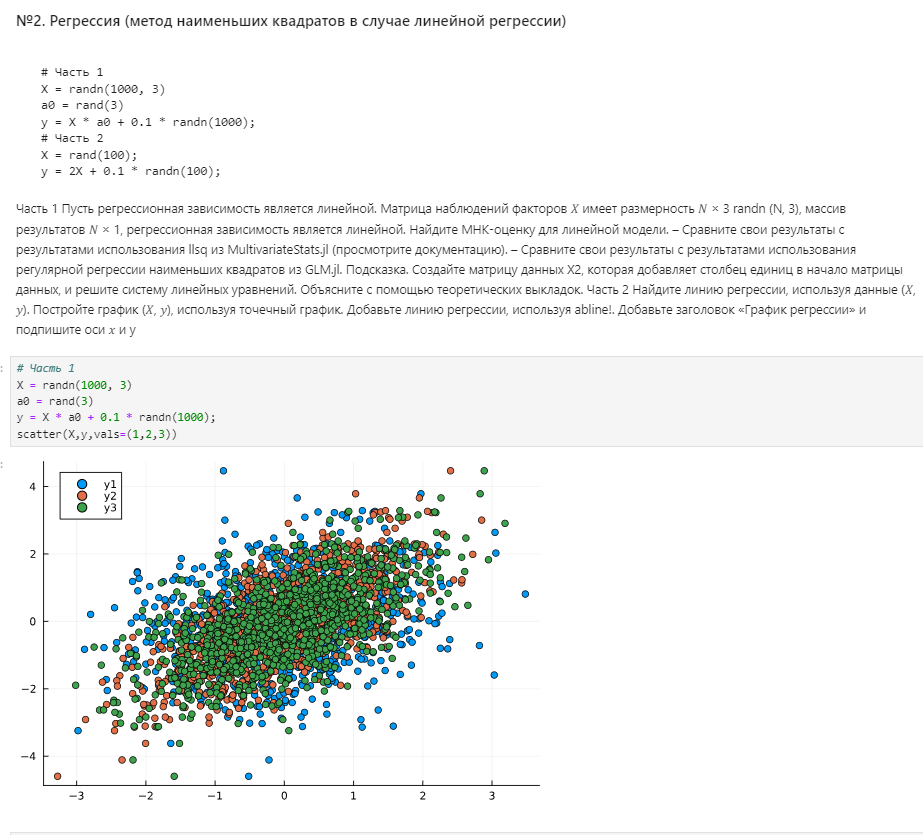 №2. Регрессия (метод наименьших квадратов в случае линейной регрессии)
# Часть 1
X = randn(1000, 3)
a0 = rand(3)
y = X * a0 + 0.1 * randn(1000);
# Часть 2
X = rand(100);
y = 2X + 0.1 * randn(100);
Часть 1 Пусть регрессионная зависимость является линейной. Матрица наблюдений факторов X имеет размерность N × 3 randn (N, 3), массив
результатов N × 1, регрессионная зависимость является линейной. Найдите МНК-оценку для линейной модели. – Сравните свои результаты с
результатами использования llsq из MultivariateStats.jl (просмотрите документацию). – Сравните свои результаты с результатами использования
регулярной регрессии наименьших квадратов из GLM.jl. Подсказка. Создайте матрицу данных X2, которая добавляет столбец единиц в начало матрицы
данных, и решите систему линейных уравнений. Объясните с помощью теоретических выкладок. Часть 2 Найдите линию регрессии, используя данные (X,
y). Постройте график (X, y), используя точечный график. Добавьте линию регрессии, используя abline!. Добавьте заголовок «График регрессии» и
подпишите оси x и y
# Часть 1
X = randn(1000, 3)
a0 = rand(3)
y = X * a0 + 0.1 * randn(1000);
scatter(X,y,vals=(1,2,3))
y1
y2
y3
4
2
0
−2
−4
−3 −2 −1 0 1 2 3